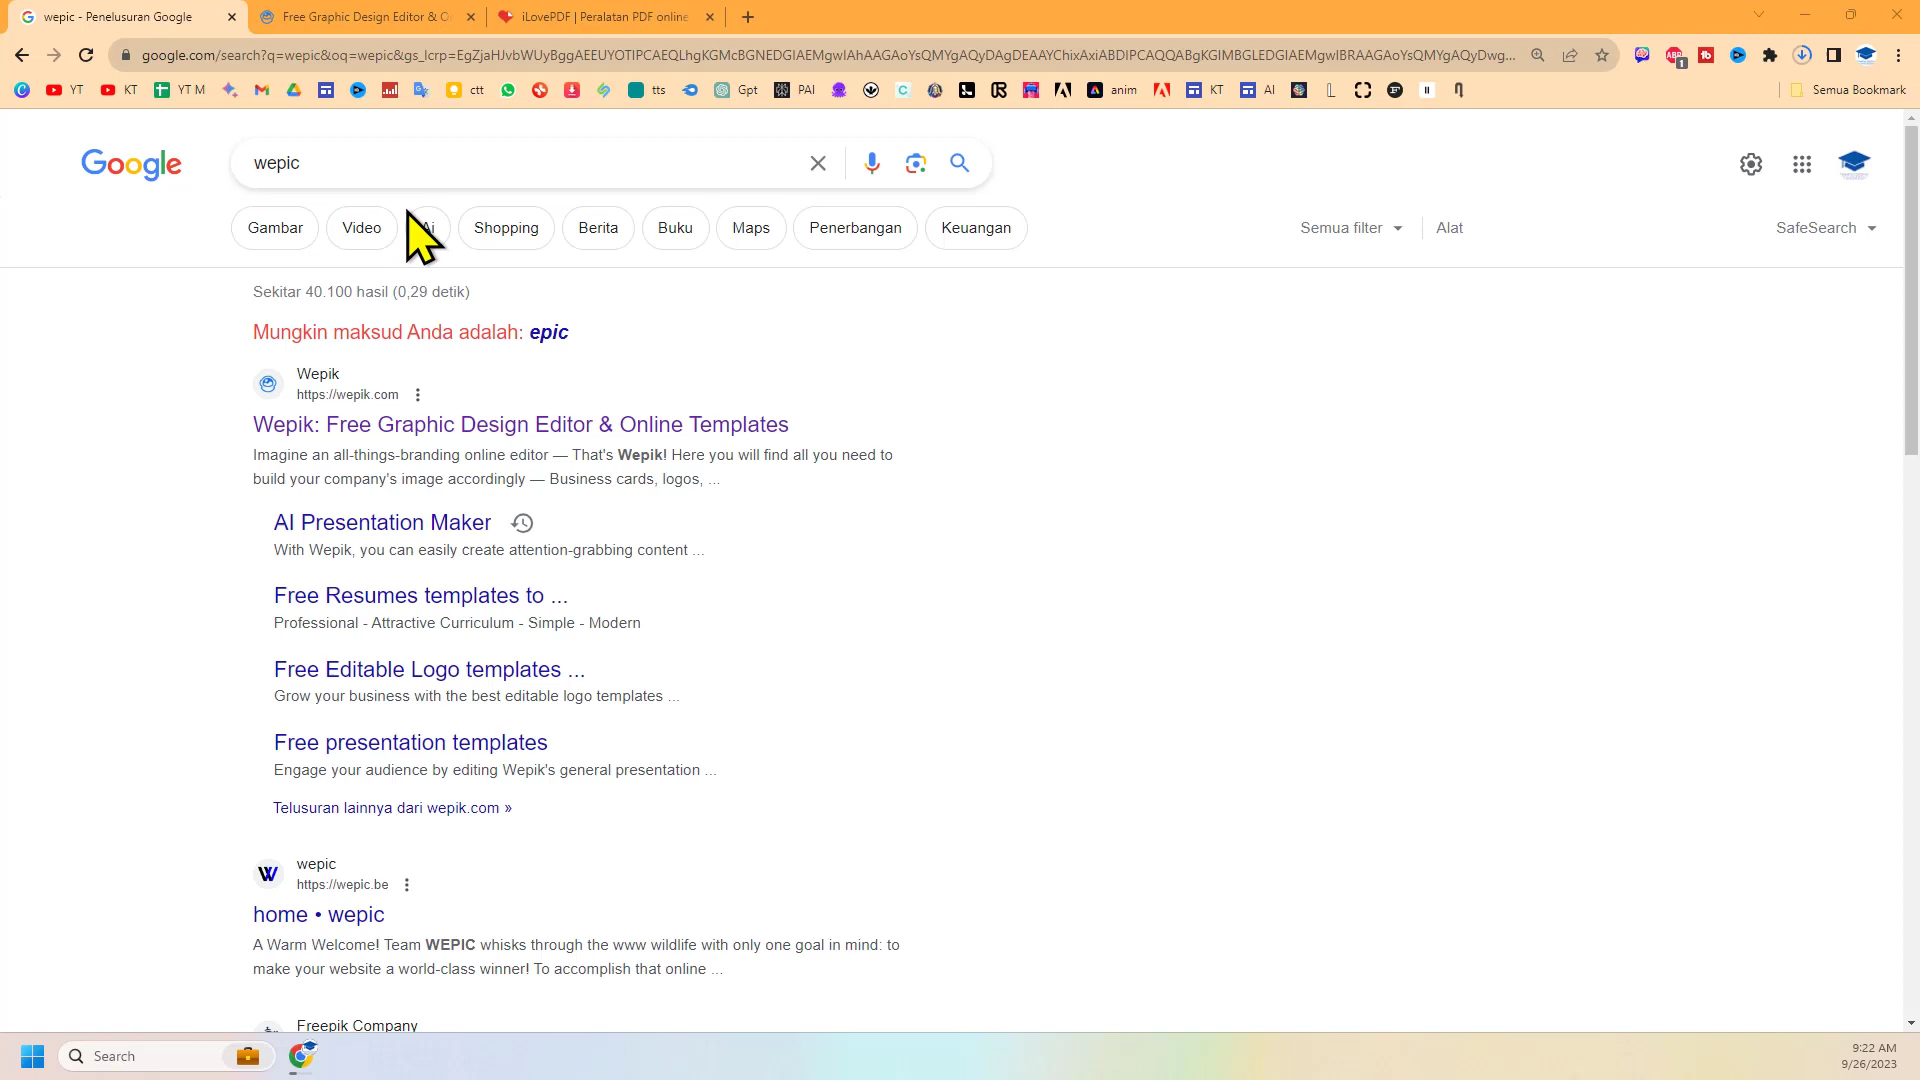 wepic - Penelusuran Google
Free Graphic Design Editor & O
iLovePDF | Peralatan PDF online
google.com/search?q=wepic&oq=wepic&gs_lcrp=EgZjaHJvbWUyBggAEEUYOTIPCAEQLhgKGMcBGNEDGIAEMgwIAhAAGAoYsQMYgAQyDAgDEAAYChixAxiABDIPCAQQABgKGIMBGLEDGIAEMgwIBRAAGAoYsQMYgAQyDwg...
YT
KT
YT M
ctt
tts
Gpt
PAI
anim
KT
AI
Semua Bookmark
Google
wepic
Gambar
Video
Ai
Shopping
Berita
Buku
Maps
Penerbangan
Keuangan
Semua filter
Alat
SafeSearch
Sekitar 40.100 hasil (0,29 detik)
Mungkin maksud Anda adalah: epic
Wepik
https://wepik.com
Wepik: Free Graphic Design Editor & Online Templates
Imagine an all-things-branding online editor — That's Wepik! Here you will find all you need to
build your company's image accordingly — Business cards, logos, ...
AI Presentation Maker
With Wepik, you can easily create attention-grabbing content ...
Free Resumes templates to ...
Professional - Attractive Curriculum - Simple - Modern
Free Editable Logo templates ...
Grow your business with the best editable logo templates ...
Free presentation templates
Engage your audience by editing Wepik's general presentation ...
Telusuran lainnya dari wepik.com »
wepic
https://wepic.be
home • wepic
A Warm Welcome! Team WEPIC whisks through the www wildlife with only one goal in mind: to
make your website a world-class winner! To accomplish that online ...
Freepik Company
Search
9:22 AM
9/26/2023